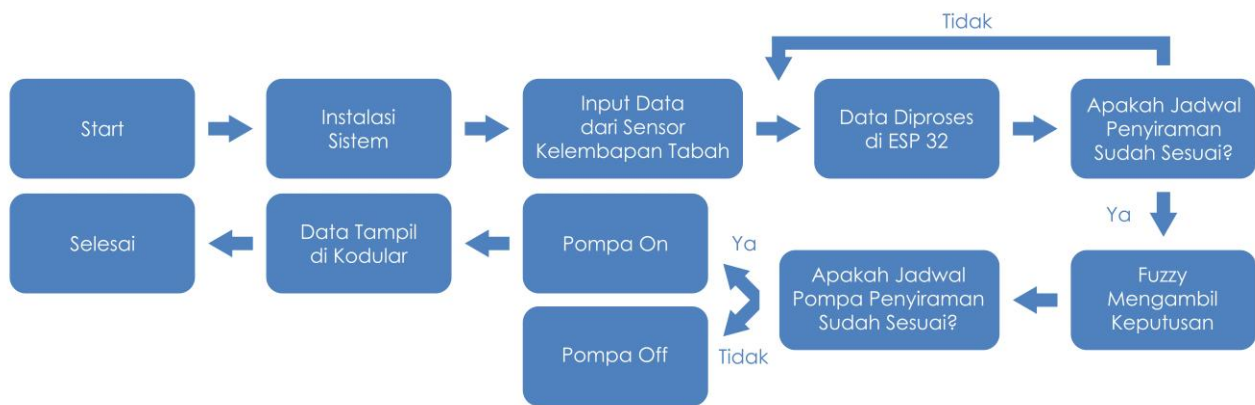 Tidak
Start
Instalasi
Sistem
Input Data
dari Sensor
Kelembapan Tabah
Data Diproses
di ESP 32
Apakah Jadwal
Penyiraman
Sudah Sesuai?
Ya
Fuzzy
Mengambil
Keputusan
Apakah Jadwal
Pompa Penyiraman
Sudah Sesuai?
Ya
Pompa On
Tidak
Pompa Off
Data Tampil
di Kodular
Selesai